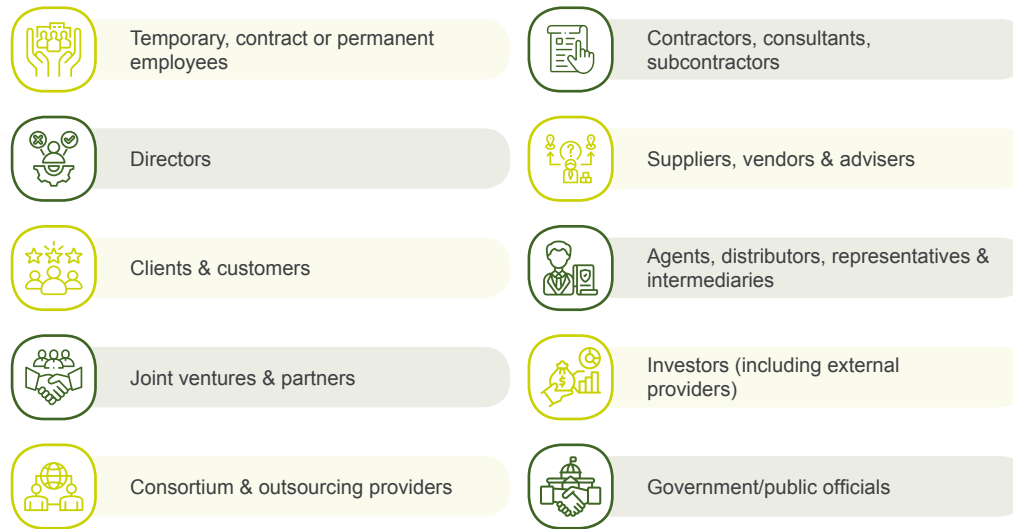 Temporary, contract or permanent
employees
Contractors, consultants,
subcontractors
Directors
Suppliers, vendors & advisers
Clients & customers
Agents, distributors, representatives &
intermediaries
Joint ventures & partners
Investors (including external
providers)
Consortium & outsourcing providers
Government/public officials